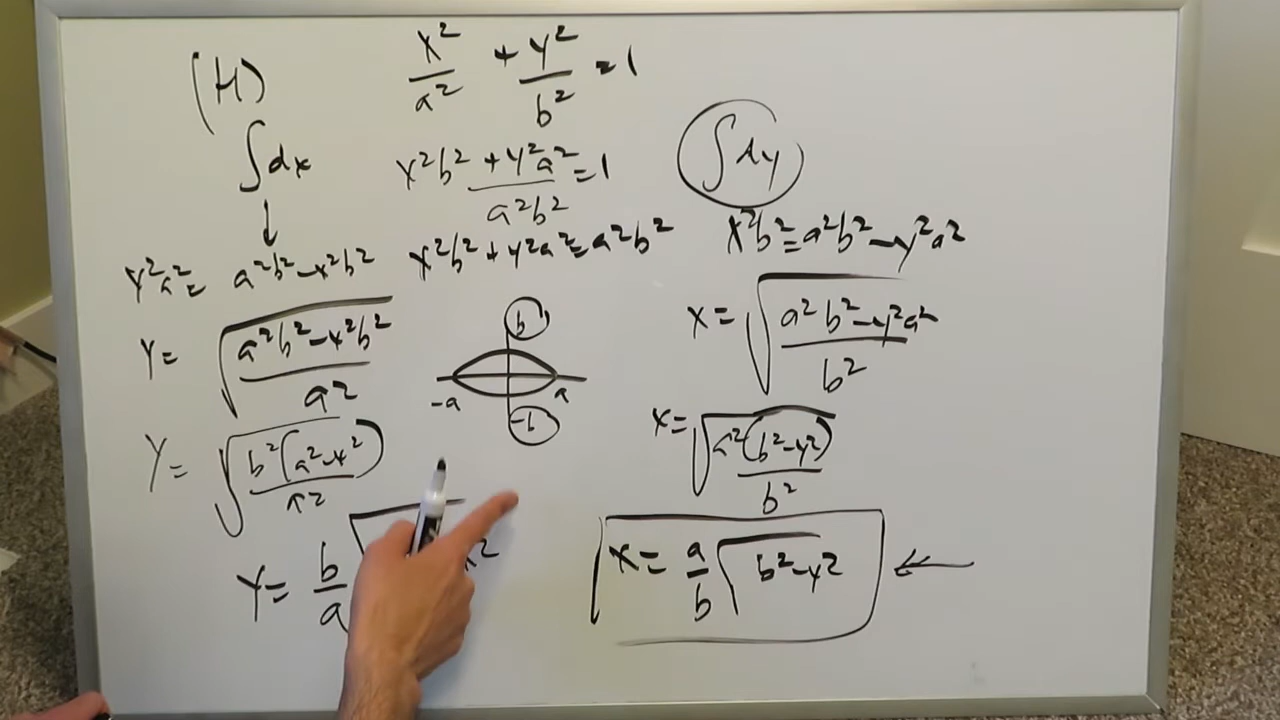 (H)
x²/a² + y²/b² = 1
∫dx
↓
x²b² + y²a² / a²b² = 1
∫dy
y²a² = a²b² - x²b²
x²b² + y²a² = a²b²
x²b² = a²b² - y²a²
y = √(a²b² - x²b² / a²)
b
-a a
-b
x = √(a²b² - y²a² / b²)
y = √(b²(a² - x²) / a²)
x = √(a²(b² - y²) / b²)
y = b/a √ x²
x = a/b √(b² - y²) ←